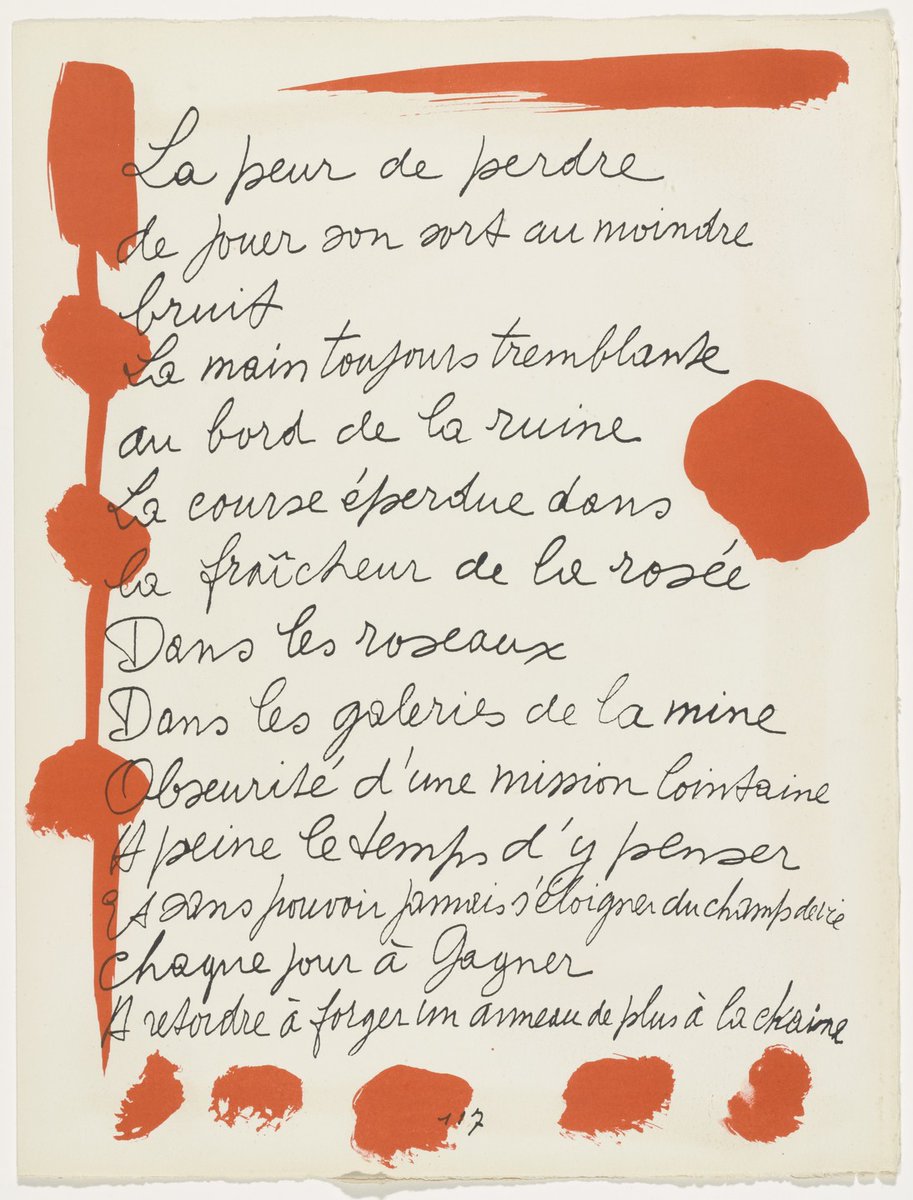 La peur de perdre
de jouer son sort au moindre
bruit
La main toujours tremblante
au bord de la ruine
La course éperdue dans
la fraîcheur de la rosée
Dans les roseaux
Dans les galeries de la mine
Obscurité d'une mission lointaine
A peine le temps d'y penser
Et sans pouvoir jamais s'éloigner du champ de vie
chaque jour à Gagner
A retordre à forger un anneau de plus à la chaine
117